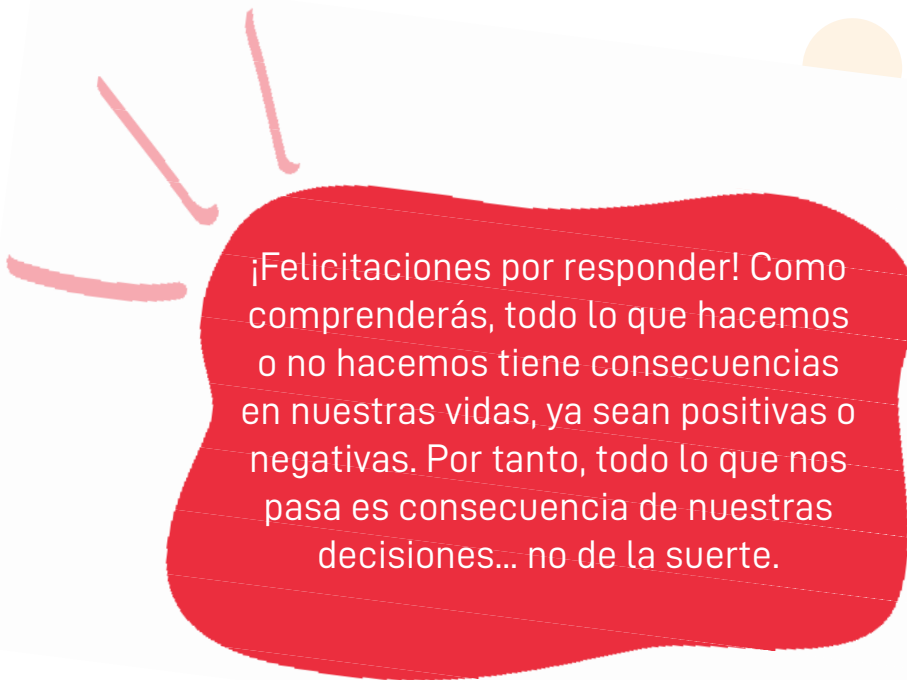 ¡Felicitaciones por responder! Como
comprenderás, todo lo que hacemos
o no hacemos tiene consecuencias
en nuestras vidas, ya sean positivas o
negativas. Por tanto, todo lo que nos
pasa es consecuencia de nuestras
decisiones... no de la suerte.